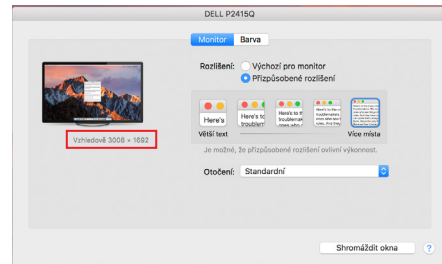 DELL P2415Q
Monitor Barva
Rozlišení: Výchozí pro monitor
Přizpůsobené rozlišení
Vzhledově 3008 × 1692
Here's
Here's to
troublem
Větší text Více místa
Je možné, že přizpůsobené rozlišení ovlivní výkonnost.
Otočení: Standardní
Shromáždit okna ?